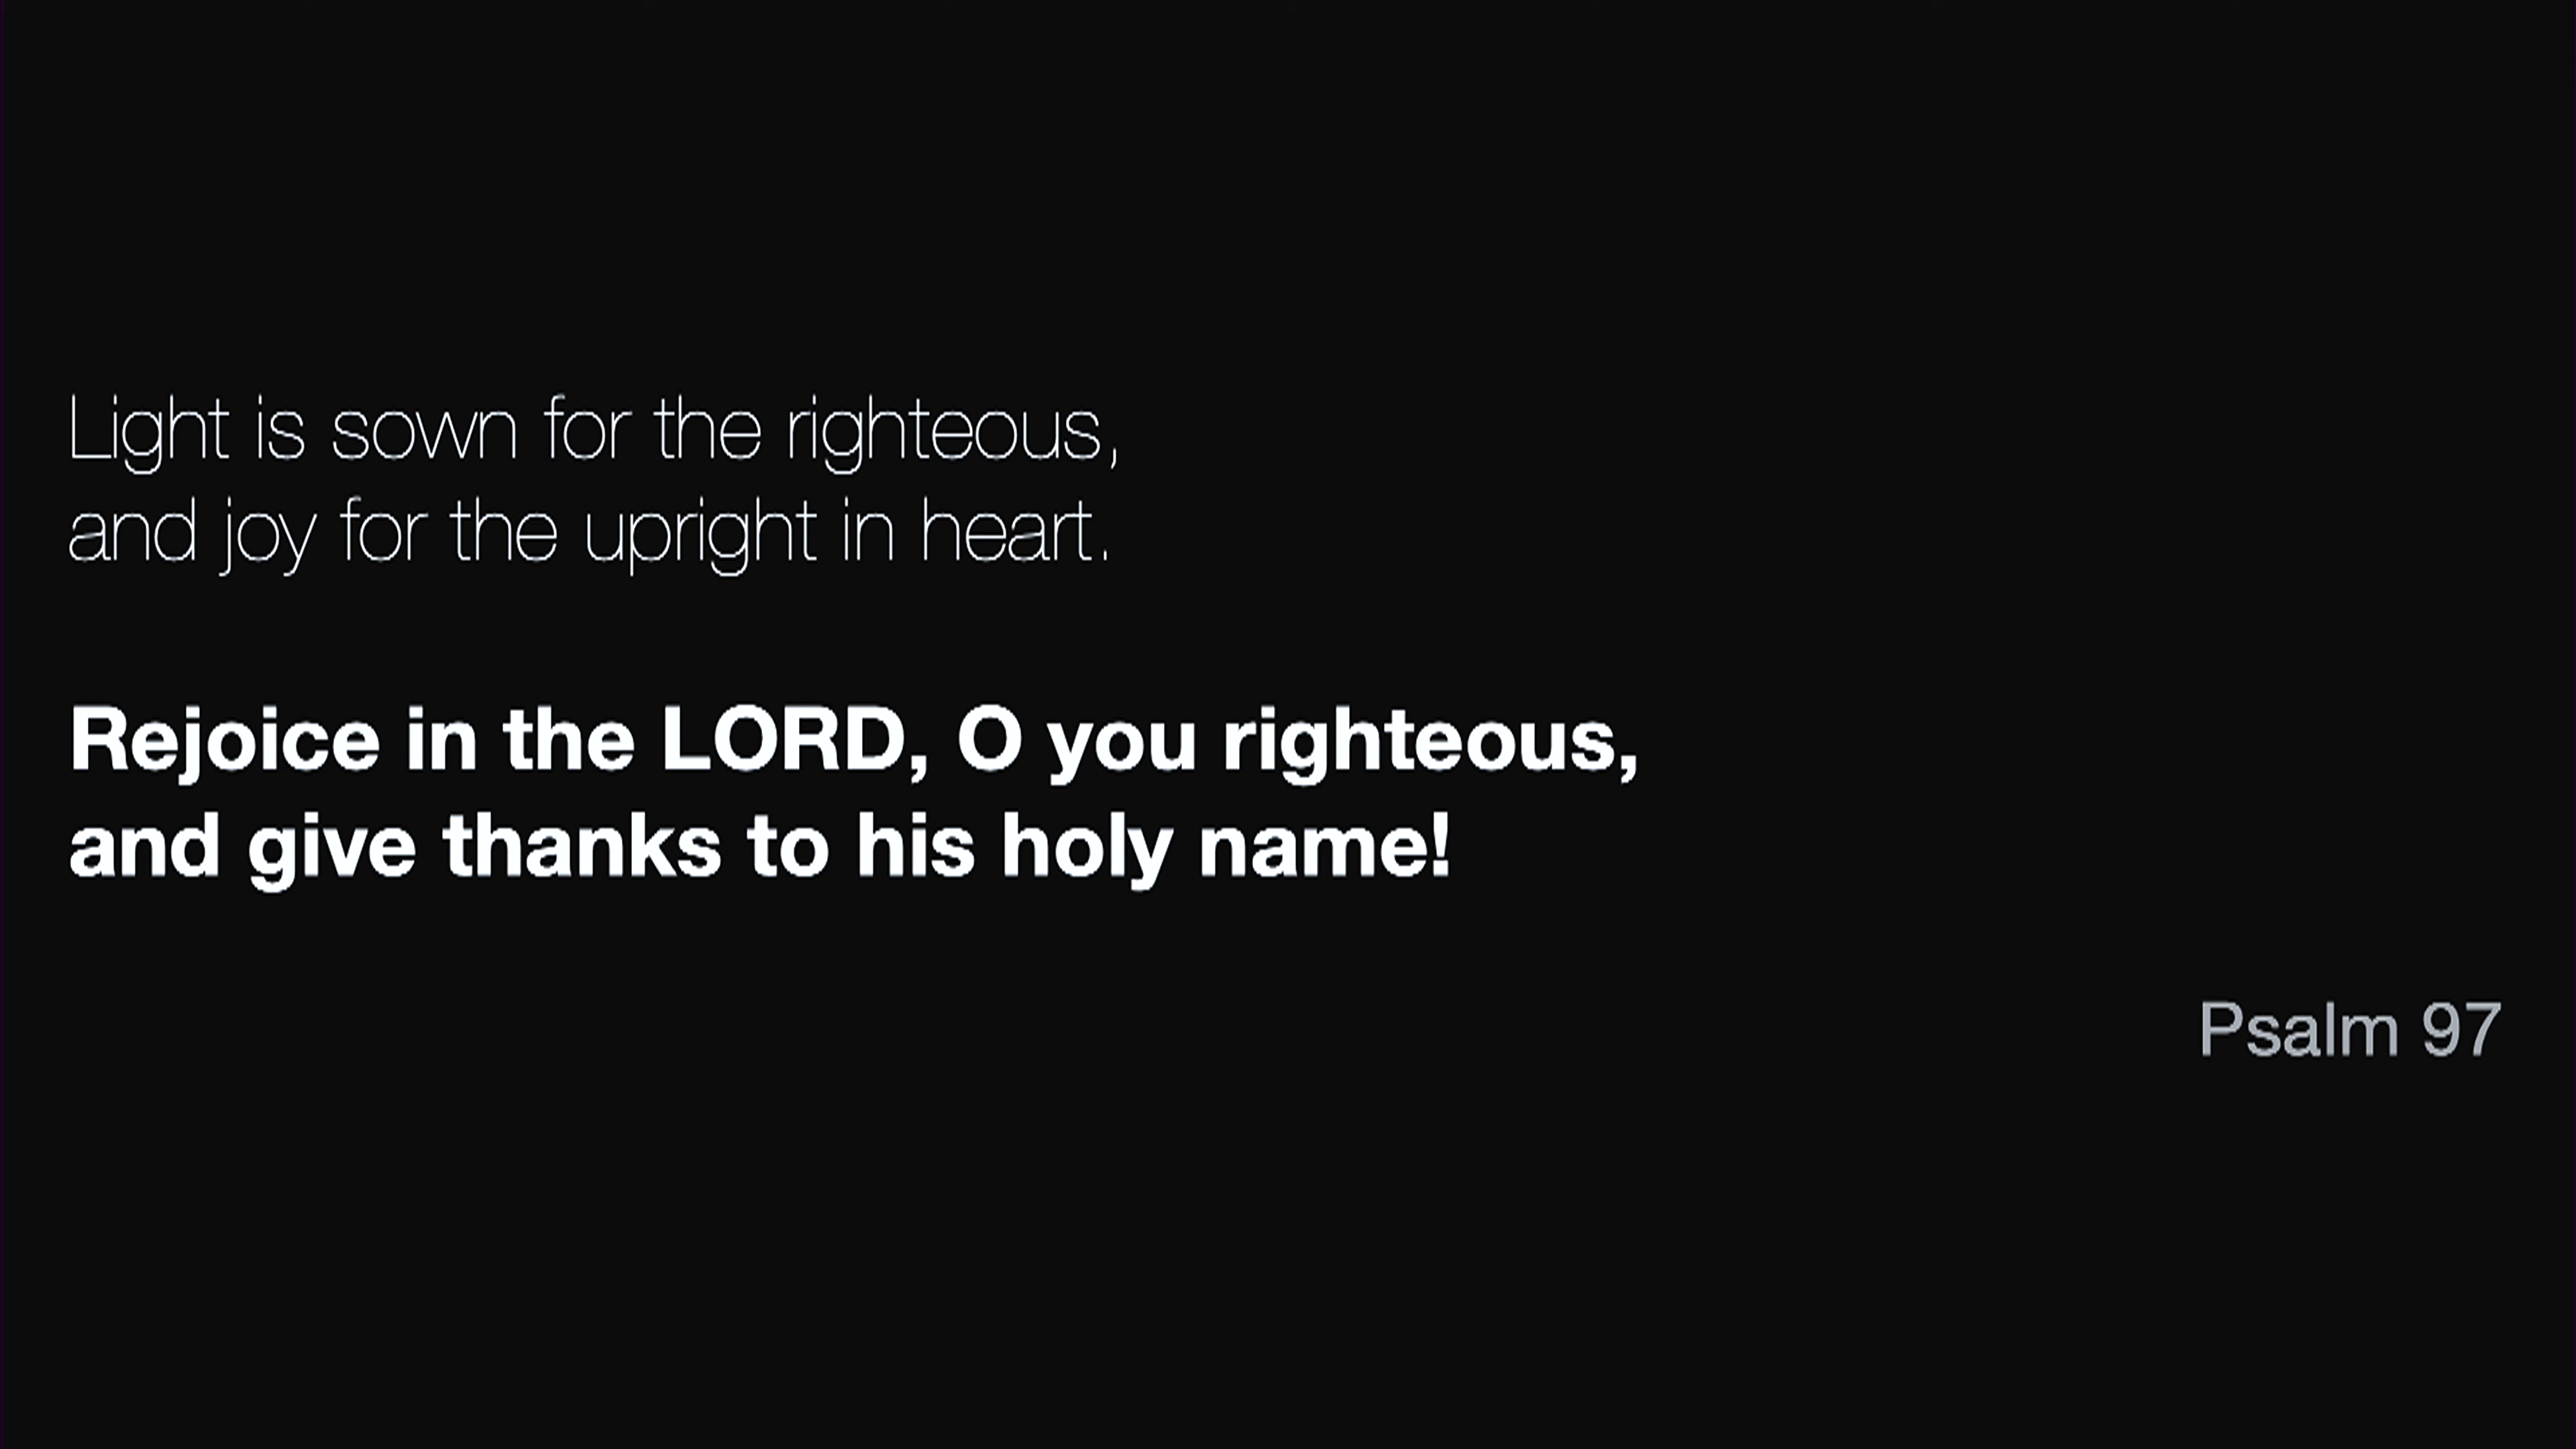 Light is sown for the righteous,
and joy for the upright in heart.
Rejoice in the LORD, O you righteous,
and give thanks to his holy name!
Psalm 97